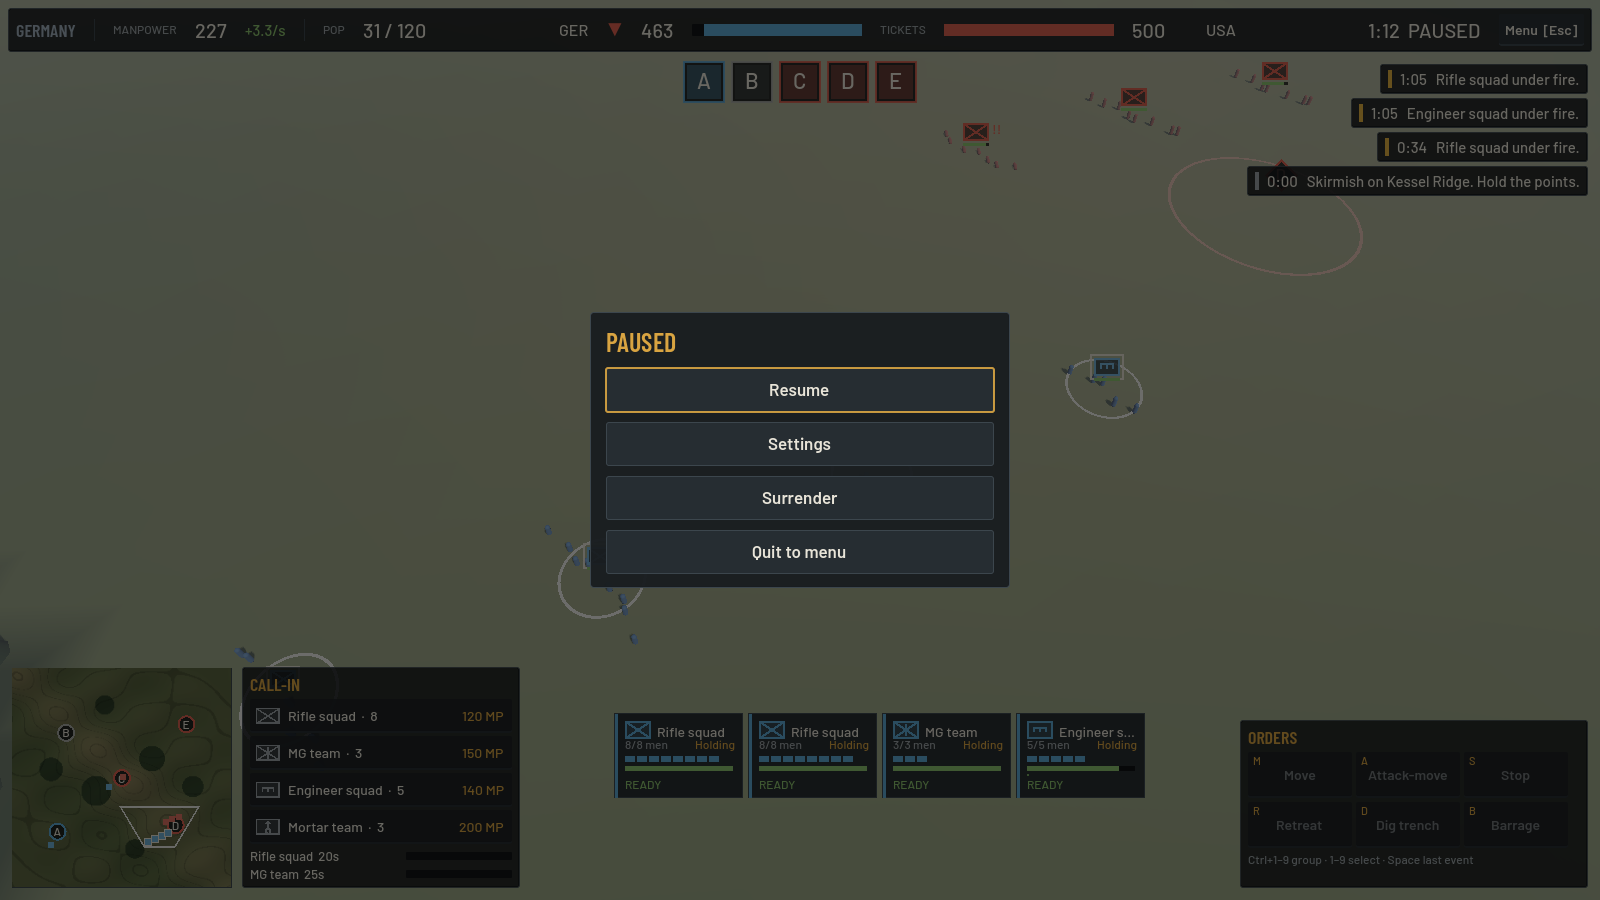 GERMANY MANPOWER 227 +3.3/s POP 31 / 120 GER 463 TICKETS 500 USA 1:12 PAUSED Menu [Esc]
A B C D E
1:05 Rifle squad under fire.
1:05 Engineer squad under fire.
0:34 Rifle squad under fire.
0:00 Skirmish on Kessel Ridge. Hold the points.
!!
PAUSED
Resume
Settings
Surrender
Quit to menu
B
E
A
D
CALL-IN
Rifle squad · 8 120 MP
MG team · 3 150 MP
Engineer squad · 5 140 MP
Mortar team · 3 200 MP
Rifle squad 20s
MG team 25s
Rifle squad
8/8 men Holding
READY
Rifle squad
8/8 men Holding
READY
MG team
3/3 men Holding
READY
Engineer s...
5/5 men Holding
READY
ORDERS
M Move A Attack-move S Stop
R Retreat D Dig trench B Barrage
Ctrl+1-9 group · 1-9 select · Space last event